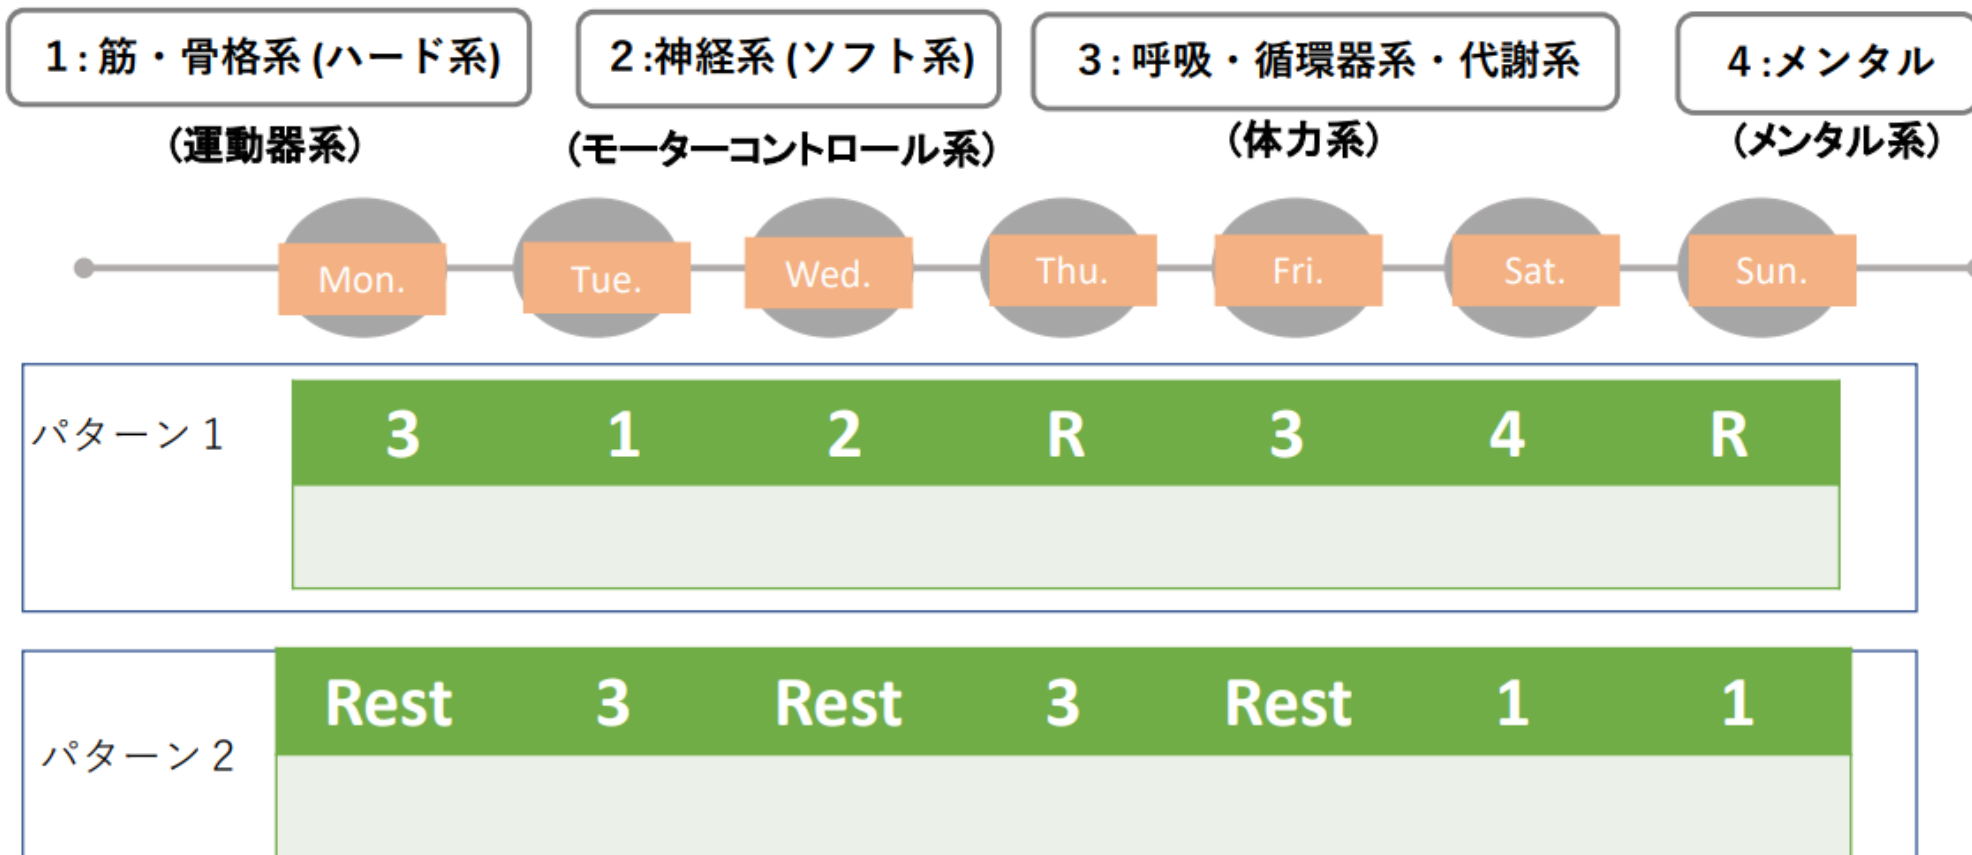 1：筋・骨格系 (ハード系)
2:神経系 (ソフト系)
3：呼吸・循環器系・代謝系
4:メンタル
(運動器系)
(モーターコントロール系)
(体力系)
(メンタル系)
Mon. Tue. Wed. Thu. Fri. Sat. Sun.
パターン１ 3 1 2 R 3 4 R
パターン２ Rest 3 Rest 3 Rest 1 1